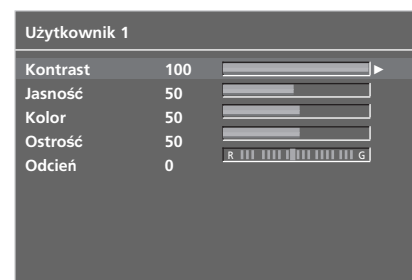 Użytkownik 1
Kontrast 100
Jasność 50
Kolor 50
Ostrość 50
Odcień 0 R G